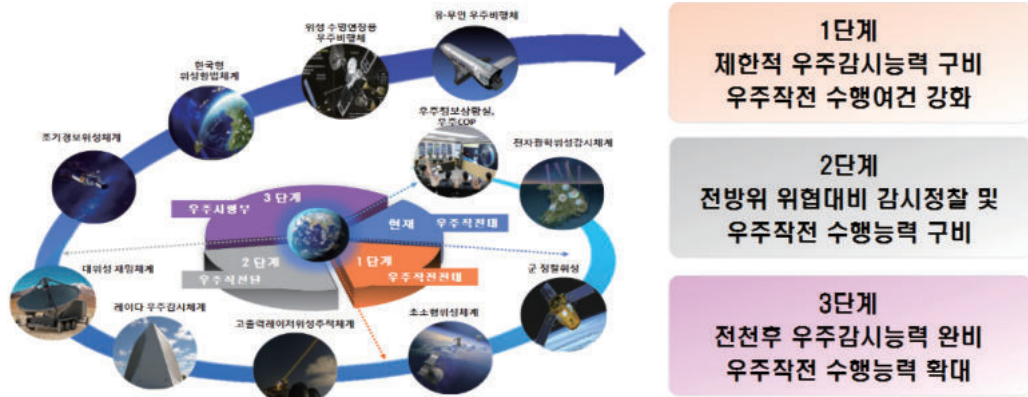 유·무인 우주비행체
위성 수명연장용
우주비행체
한국형
위성항법체계
조기경보위성체계
우주정보상황실,
우주COP
전자광학위성감시체계
3 단계
우주사령부
현재
우주작전대
2 단계
우주작전단
1 단계
우주작전전대
군 정찰위성
대위성 재밍체계
레이다 우주감시체계
고출력레이저위성추적체계
초소형위성체계
1단계
제한적 우주감시능력 구비
우주작전 수행여건 강화
2단계
전방위 위협대비 감시정찰 및
우주작전 수행능력 구비
3단계
전천후 우주감시능력 완비
우주작전 수행능력 확대